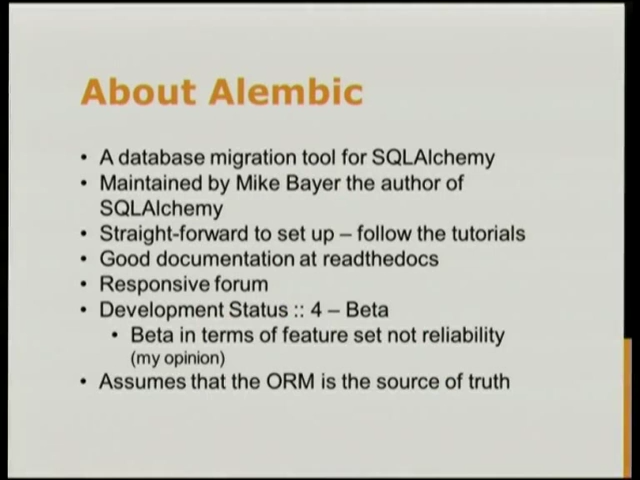 About Alembic
• A database migration tool for SQLAlchemy
• Maintained by Mike Bayer the author of
SQLAlchemy
• Straight-forward to set up – follow the tutorials
• Good documentation at readthedocs
• Responsive forum
• Development Status :: 4 – Beta
• Beta in terms of feature set not reliability
(my opinion)
• Assumes that the ORM is the source of truth